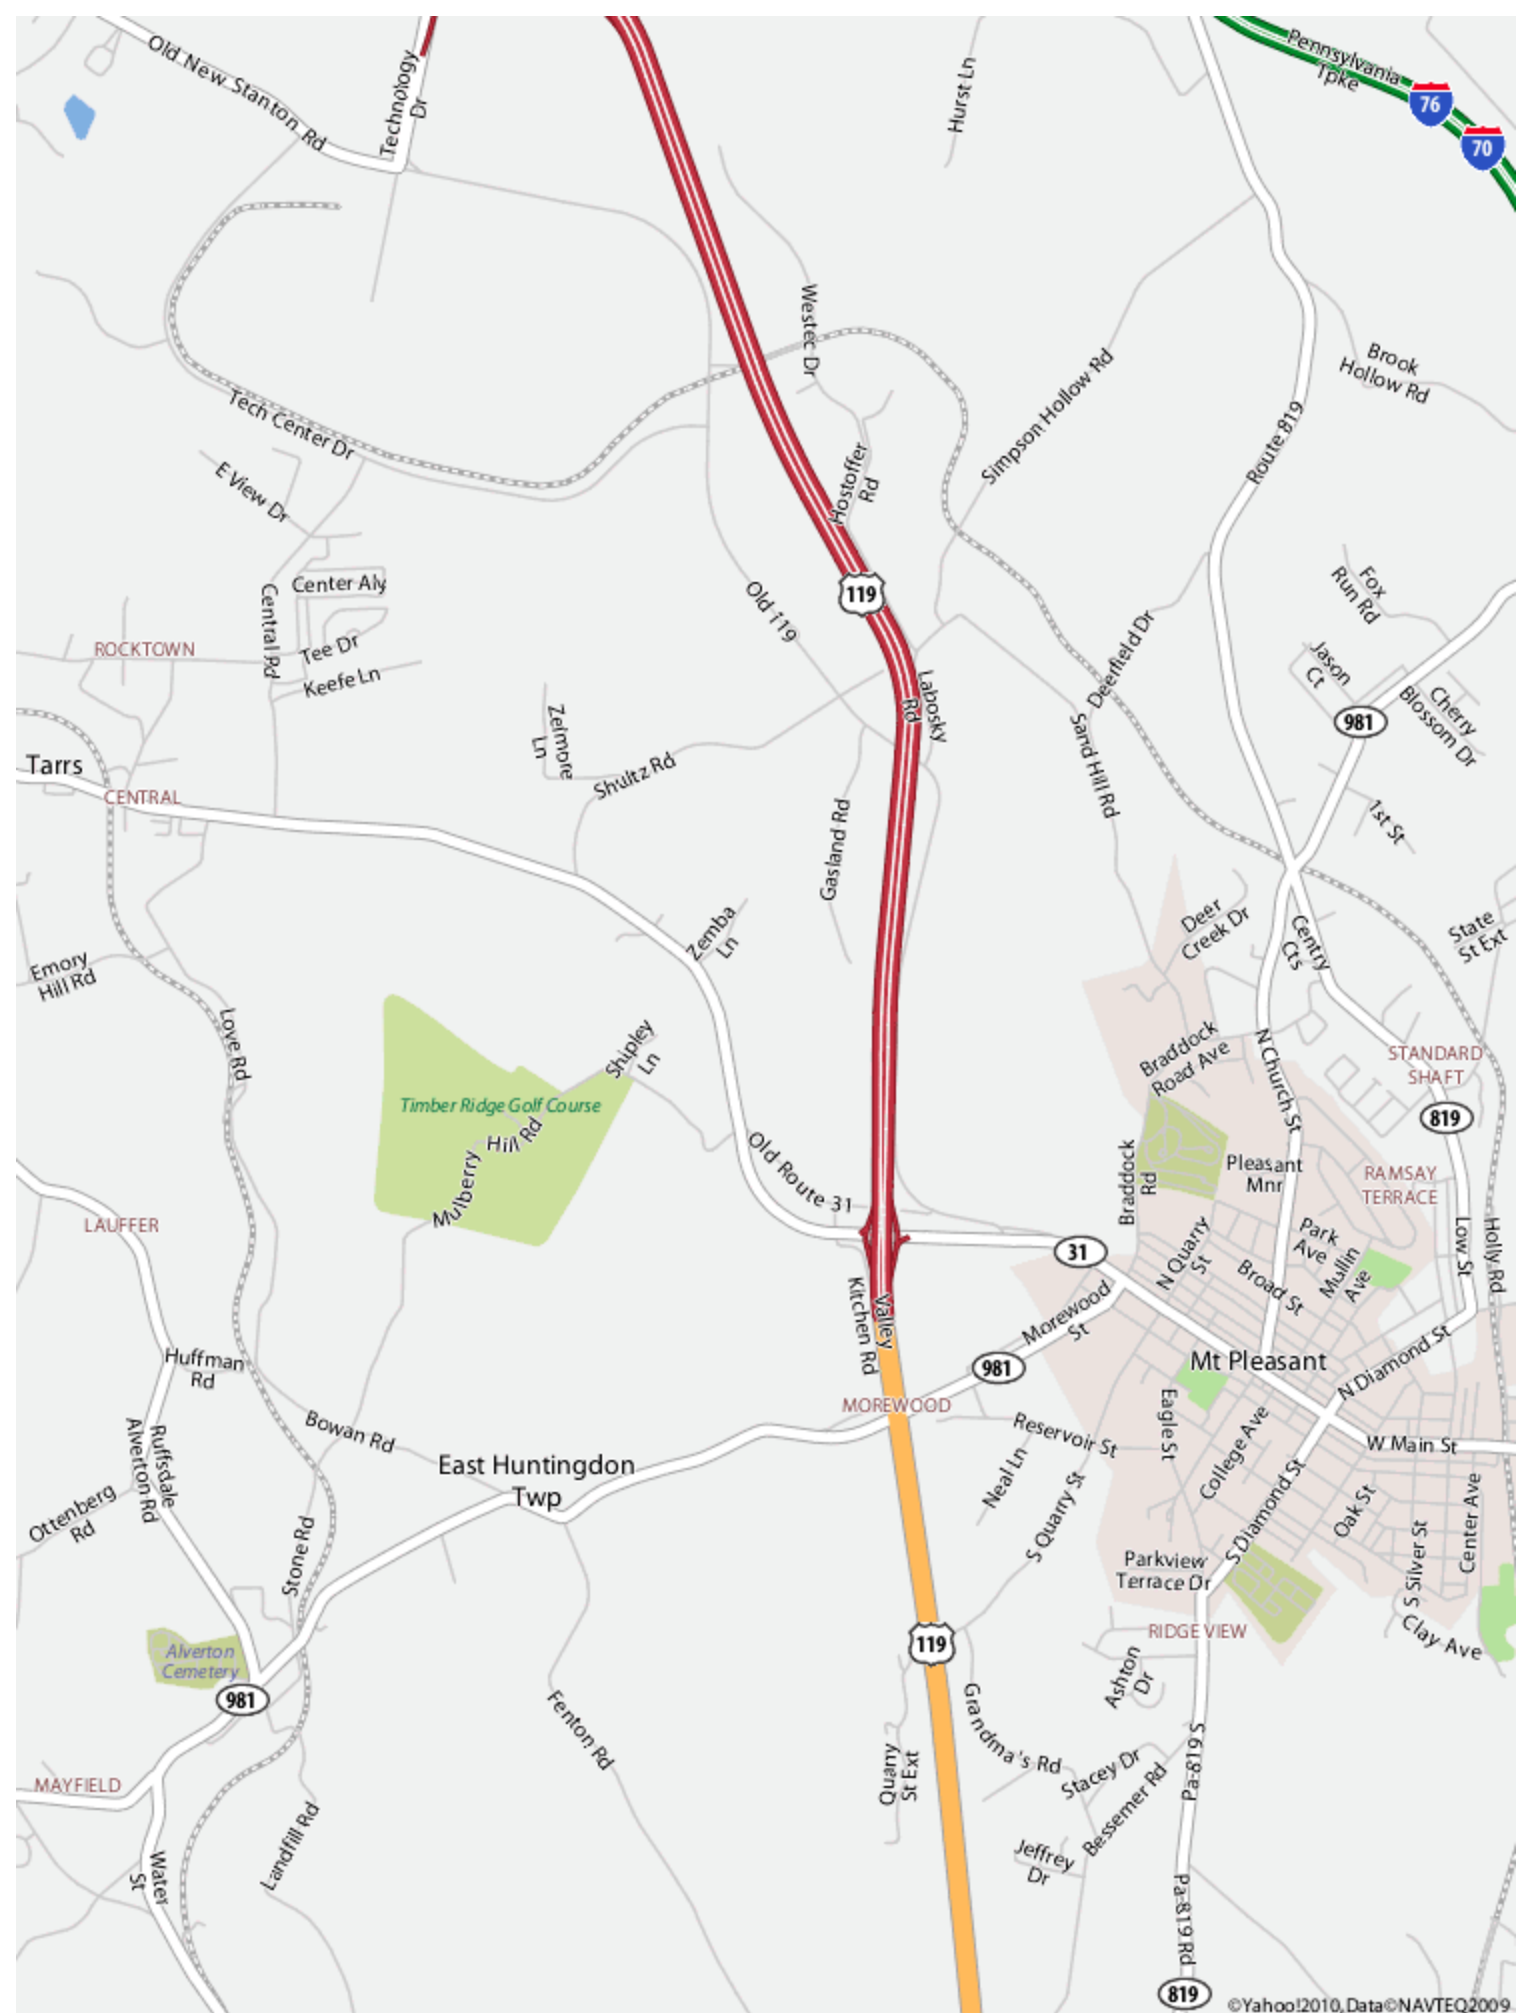 Pennsylvania
Tpke
76
70
Old New Stanton Rd
Technology
Dr
Hurst Ln
Westec Dr
Simpson Hollow Rd
Brook
Hollow Rd
Route 819
Tech Center Dr
E View Dr
Hostoffer
Rd
119
Center Aly
Central Rd
Tee Dr
Keefe Ln
ROCKTOWN
Old 119
Fox
Run Rd
Deerfield Dr
Jason
Ct
Cherry
Blossom Dr
981
Labosky
Rd
Sand Hill Rd
Zelmore
Ln
Shultz Rd
Tarrs
CENTRAL
Gasland Rd
1st St
Zemba
Ln
Deer
Creek Dr
Centry
Cts
State
St Ext
Emory
Hill Rd
Love Rd
Shipley
Ln
Timber Ridge Golf Course
Hill Rd
Mulberry
Braddock
Road Ave
N Church St
STANDARD
SHAFT
819
Old Route 31
Braddock
Rd
Pleasant
Mnr
RAMSAY
TERRACE
LAUFFER
31
N Quarry
St
Park
Ave
Mullin
Ave
Broad St
Low St
Holly Rd
Kitchen Rd
Valley
Morewood
St
981
Mt Pleasant
N Diamond St
Huffman
Rd
MOREWOOD
Bowan Rd
Ruffsdale
Alverton Rd
East Huntingdon
Twp
Reservoir St
Eagle St
College Ave
W Main St
Neal Ln
S Quarry St
S Diamond St
Oak St
Center Ave
S Silver St
Ottenberg
Rd
Stone Rd
Parkview
Terrace Dr
RIDGE VIEW
Clay Ave
119
Alverton
Cemetery
981
Ashton
Dr
Fenton Rd
Grandma's Rd
Quarry
St Ext
Stacey Dr
Bessemer Rd
Pa-819 S
MAYFIELD
Landfill Rd
Water
St
Jeffrey
Dr
Pa-819 Rd
819
©Yahoo!2010, Data©NAVTEQ2009